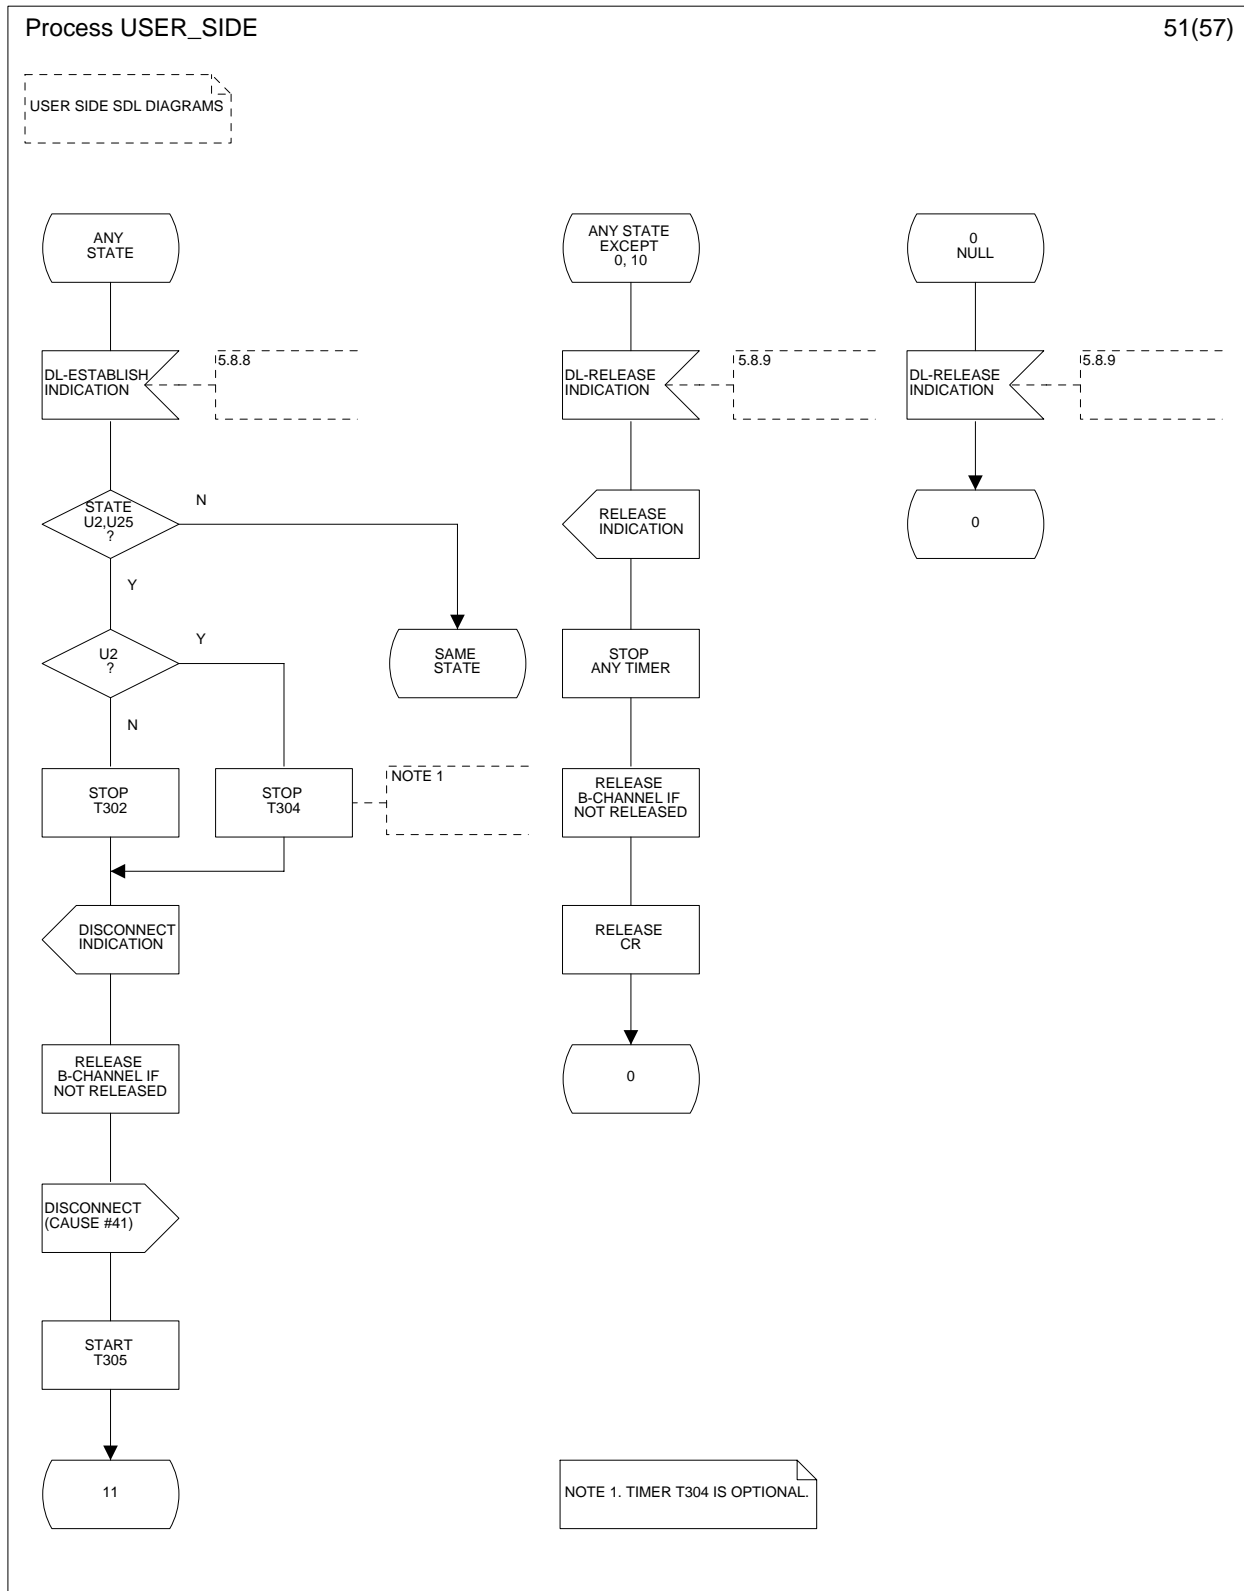 Process USER_SIDE
51(57)
USER SIDE SDL DIAGRAMS
ANY
STATE
DL-ESTABLISH
INDICATION
5.8.8
STATE
U2,U25
?
N
Y
U2
?
Y
SAME
STATE
N
STOP
T302
STOP
T304
NOTE 1
DISCONNECT
INDICATION
RELEASE
B-CHANNEL IF
NOT RELEASED
DISCONNECT
(CAUSE #41)
START
T305
11
ANY STATE
EXCEPT
0, 10
DL-RELEASE
INDICATION
5.8.9
RELEASE
INDICATION
STOP
ANY TIMER
RELEASE
B-CHANNEL IF
NOT RELEASED
RELEASE
CR
0
0
NULL
DL-RELEASE
INDICATION
5.8.9
0
NOTE 1. TIMER T304 IS OPTIONAL.